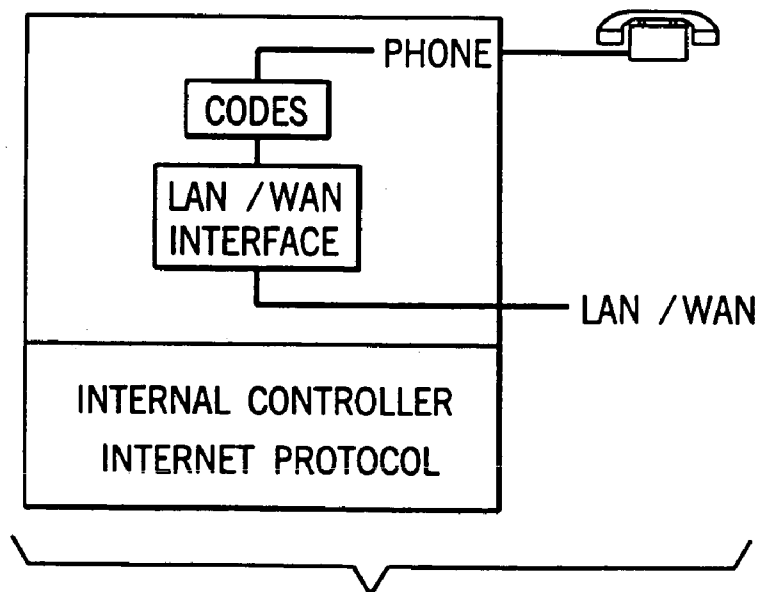 PHONE
CODES
LAN / WAN
INTERFACE
LAN / WAN
INTERNAL CONTROLLER
INTERNET PROTOCOL